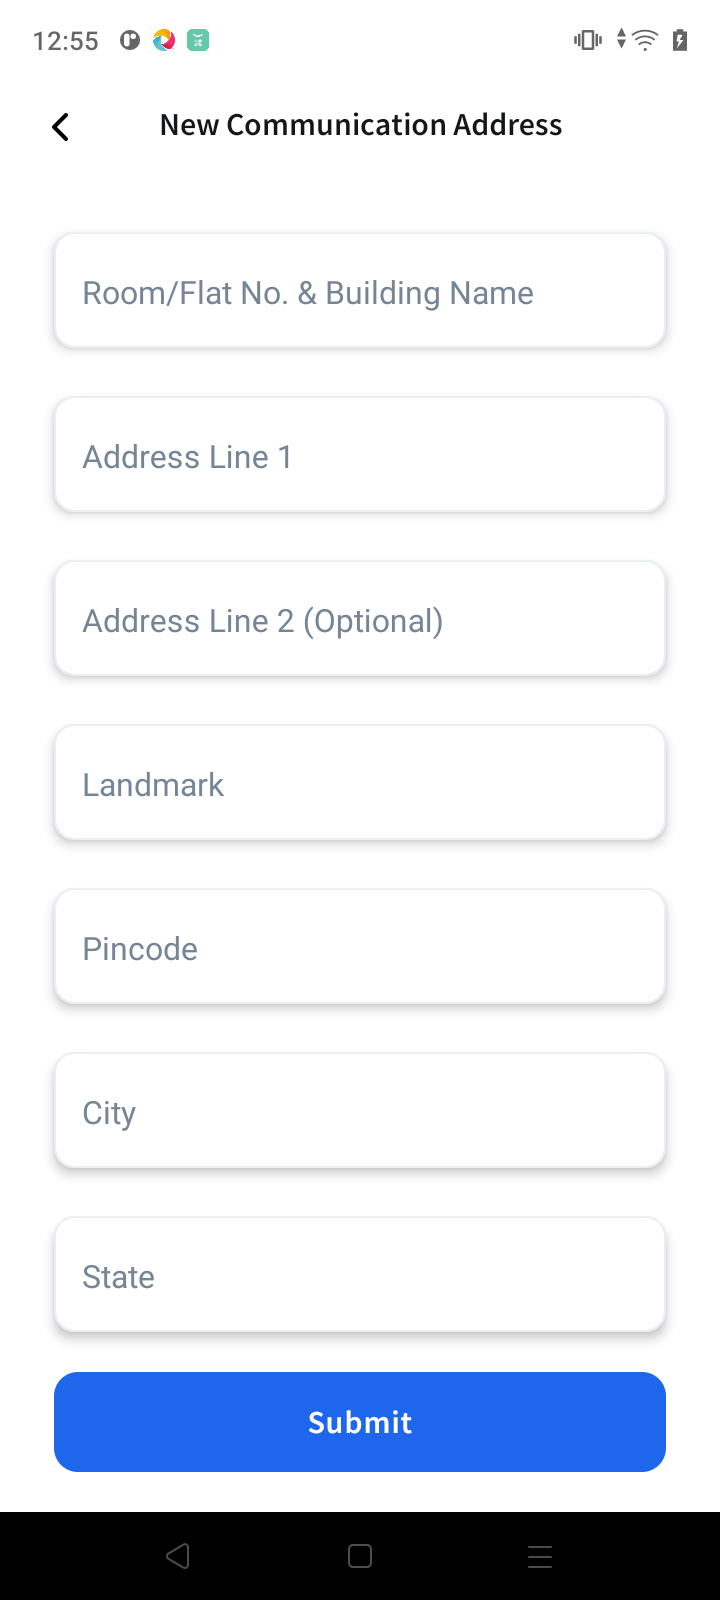 12:55
New Communication Address
Room/Flat No. & Building Name
Address Line 1
Address Line 2 (Optional)
Landmark
Pincode
City
State
Submit